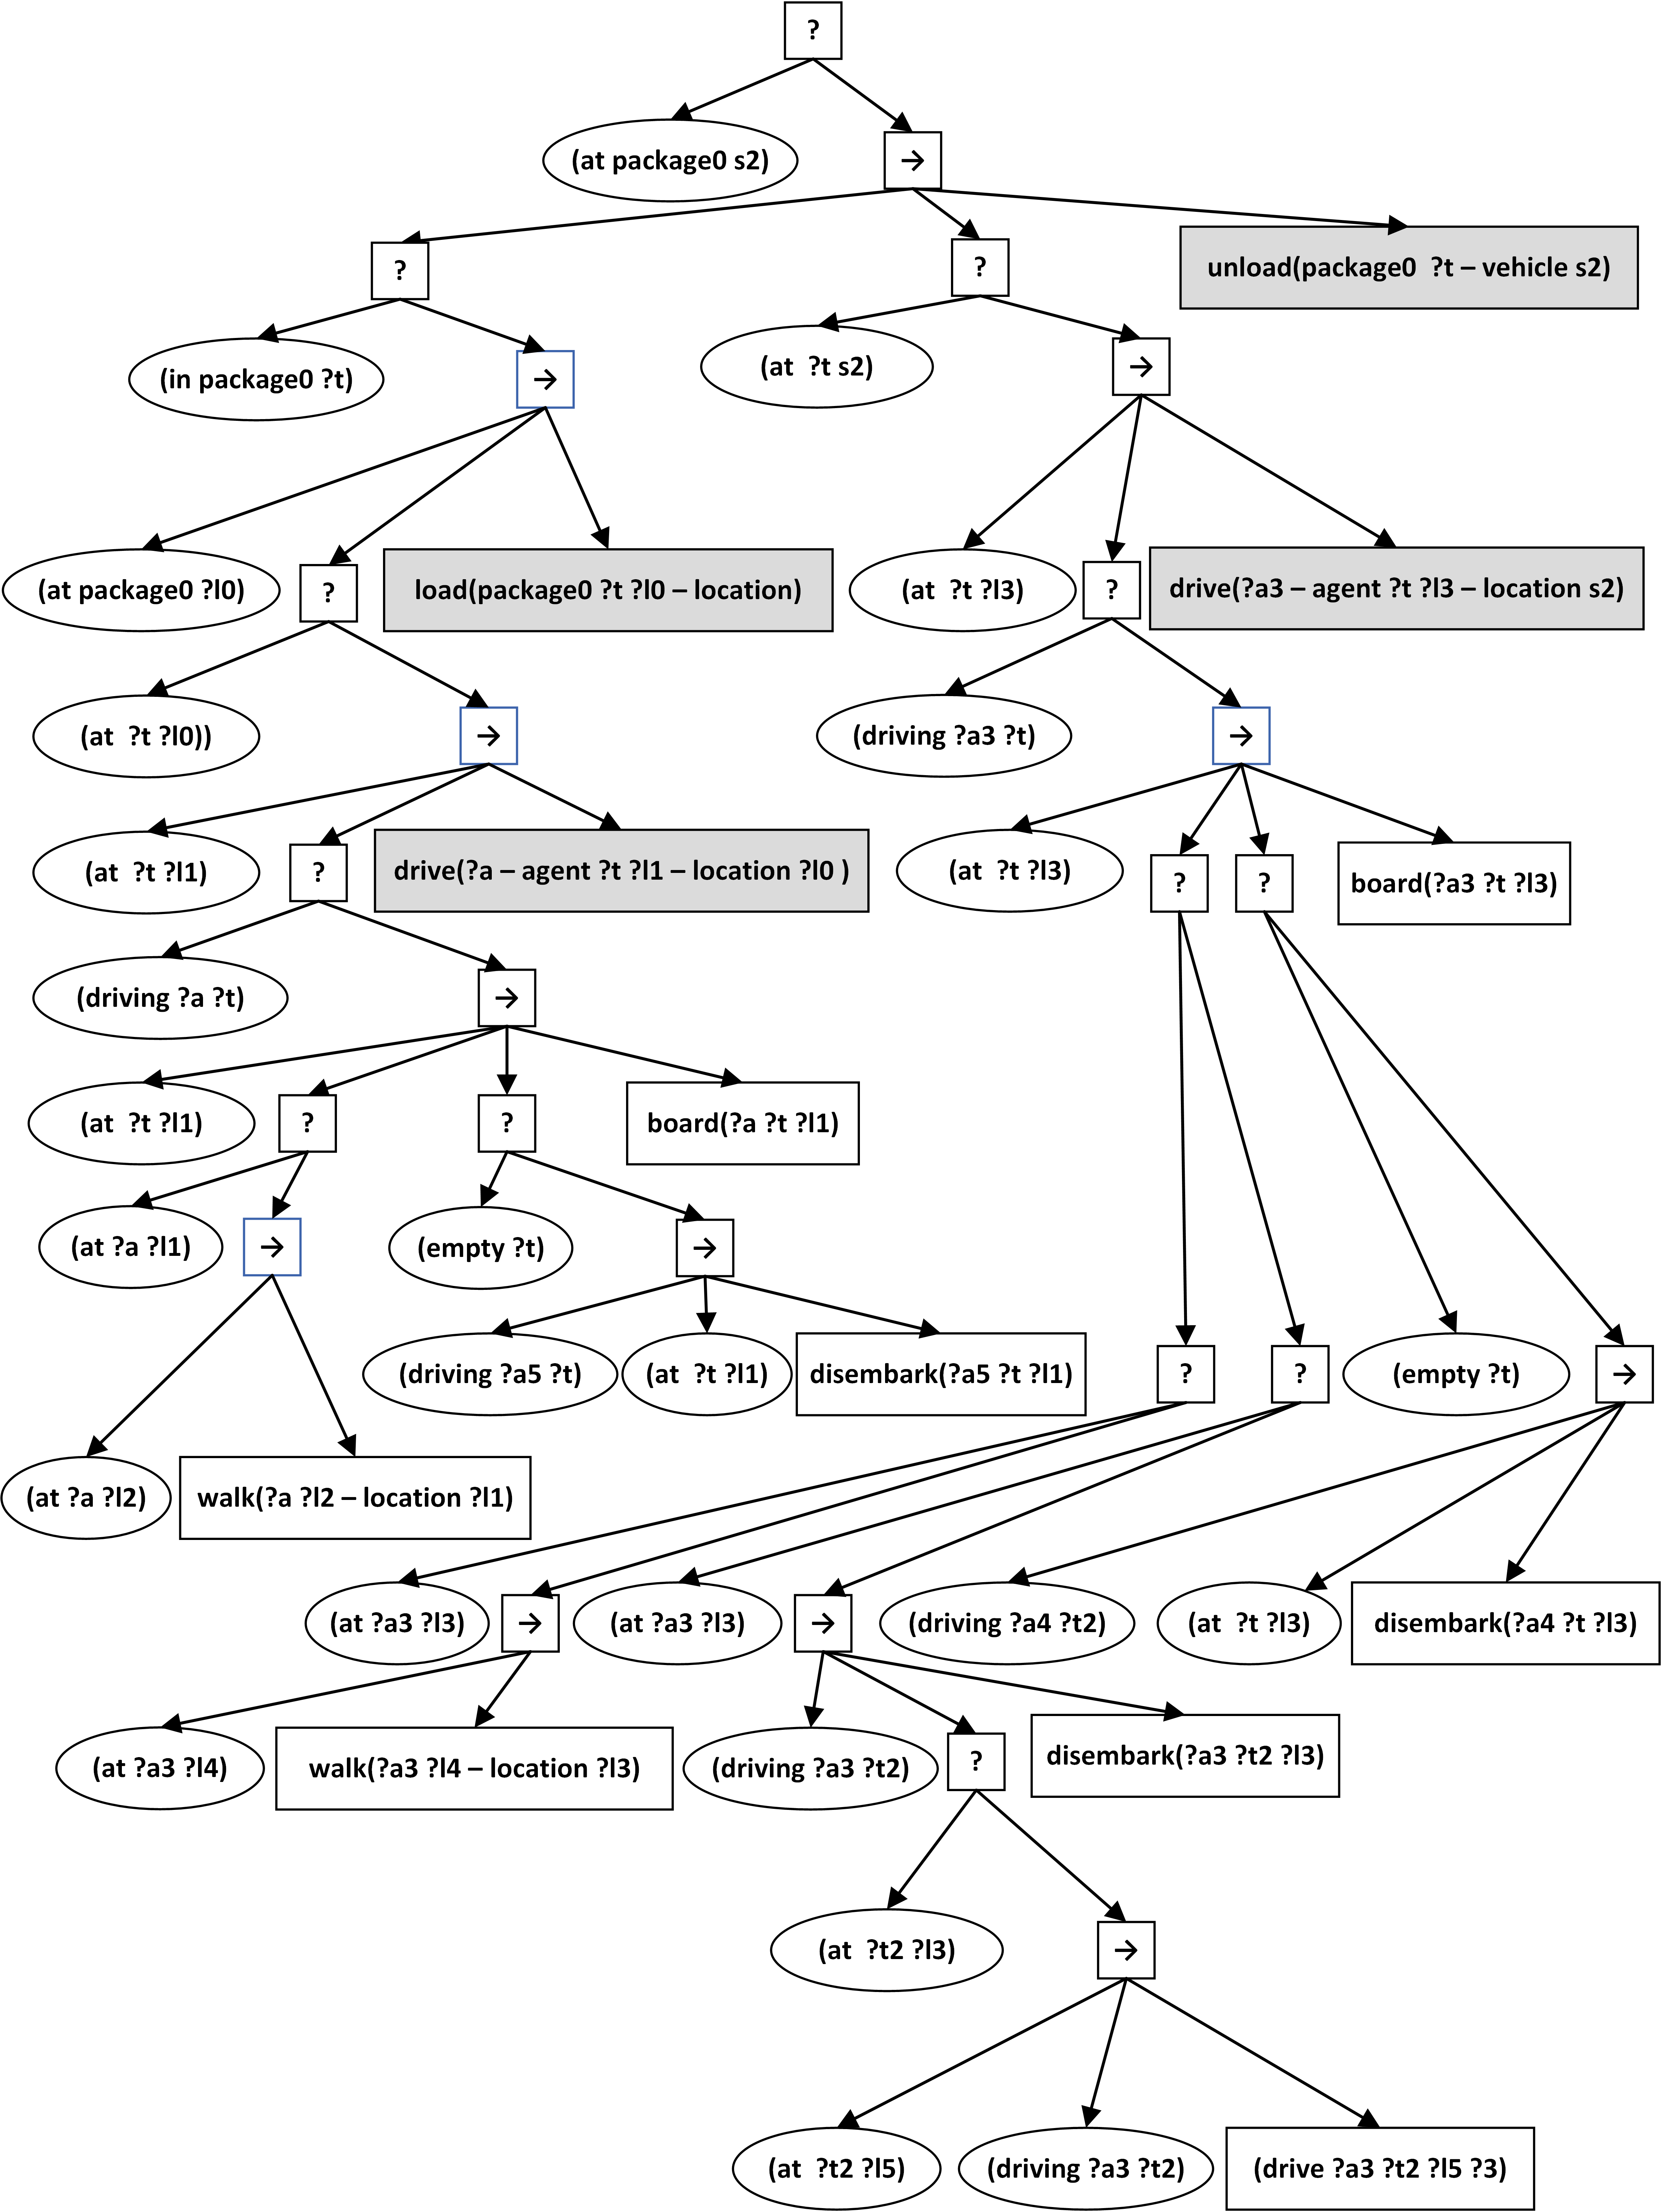 ?
(at package0 s2)
→
?
?
unload(package0 ?t – vehicle s2)
(in package0 ?t)
→
(at ?t s2)
→
(at package0 ?l0)
?
load(package0 ?t ?l0 – location)
(at ?t ?l3)
?
drive(?a3 – agent ?t ?l3 – location s2)
(at ?t ?l0))
→
(driving ?a3 ?t)
→
(at ?t ?l1)
?
drive(?a – agent ?t ?l1 – location ?l0 )
(at ?t ?l3)
?
?
board(?a3 ?t ?l3)
(driving ?a ?t)
→
(at ?t ?l1)
?
?
board(?a ?t ?l1)
(at ?a ?l1)
→
(empty ?t)
→
(driving ?a5 ?t)
(at ?t ?l1)
disembark(?a5 ?t ?l1)
?
?
(empty ?t)
→
(at ?a ?l2)
walk(?a ?l2 – location ?l1)
(at ?a3 ?l3)
→
(at ?a3 ?l3)
→
(driving ?a4 ?t2)
(at ?t ?l3)
disembark(?a4 ?t ?l3)
(at ?a3 ?l4)
walk(?a3 ?l4 – location ?l3)
(driving ?a3 ?t2)
?
disembark(?a3 ?t2 ?l3)
(at ?t2 ?l3)
→
(at ?t2 ?l5)
(driving ?a3 ?t2)
(drive ?a3 ?t2 ?l5 ?3)